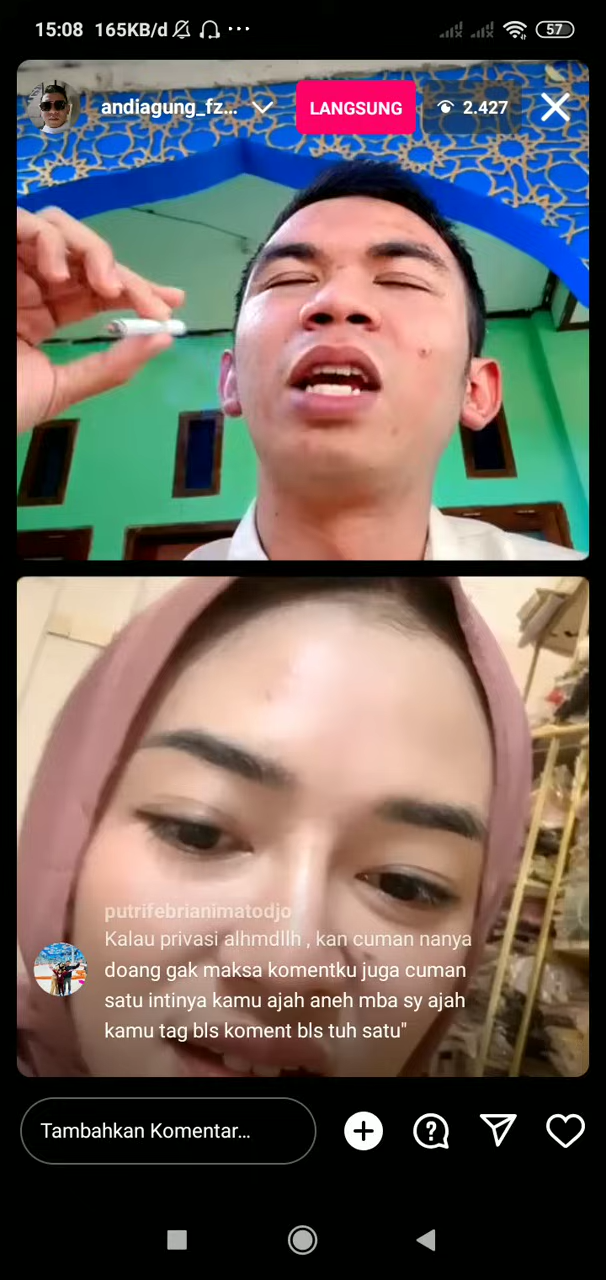 15:08 165KB/d ...
57
andiagung_fz... LANGSUNG 2.427
putrifebrianimatodjo
Kalau privasi alhmdllh , kan cuman nanya
doang gak maksa komentku juga cuman
satu intinya kamu ajah aneh mba sy ajah
kamu tag bls koment bls tuh satu"
Tambahkan Komentar...